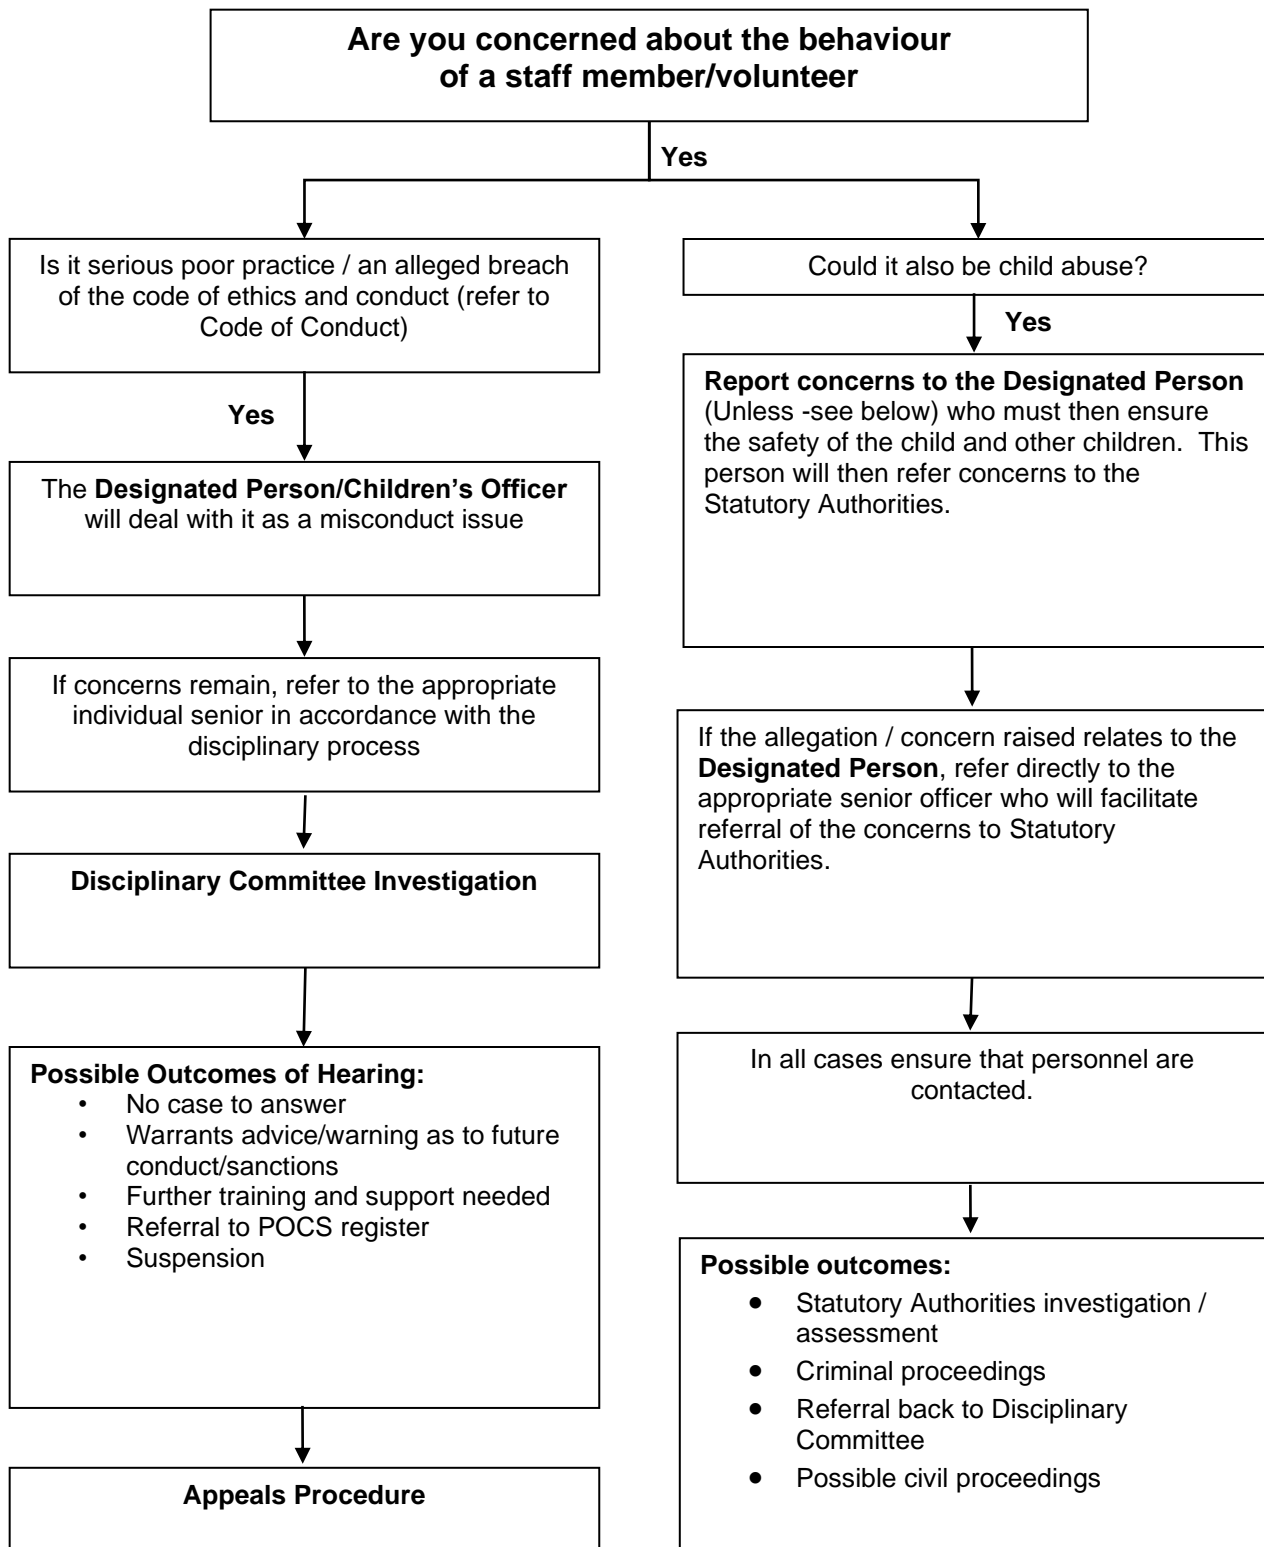 Are you concerned about the behaviour
of a staff member/volunteer
Yes
Is it serious poor practice / an alleged breach
of the code of ethics and conduct (refer to
Code of Conduct)
Yes
The Designated Person/Children's Officer
will deal with it as a misconduct issue
If concerns remain, refer to the appropriate
individual senior in accordance with the
disciplinary process
Disciplinary Committee Investigation
Possible Outcomes of Hearing:
• No case to answer
• Warrants advice/warning as to future
conduct/sanctions
• Further training and support needed
• Referral to POCS register
• Suspension
Appeals Procedure
Could it also be child abuse?
Yes
Report concerns to the Designated Person
(Unless -see below) who must then ensure
the safety of the child and other children. This
person will then refer concerns to the
Statutory Authorities.
If the allegation / concern raised relates to the
Designated Person, refer directly to the
appropriate senior officer who will facilitate
referral of the concerns to Statutory
Authorities.
In all cases ensure that personnel are
contacted.
Possible outcomes:
• Statutory Authorities investigation /
assessment
• Criminal proceedings
• Referral back to Disciplinary
Committee
• Possible civil proceedings